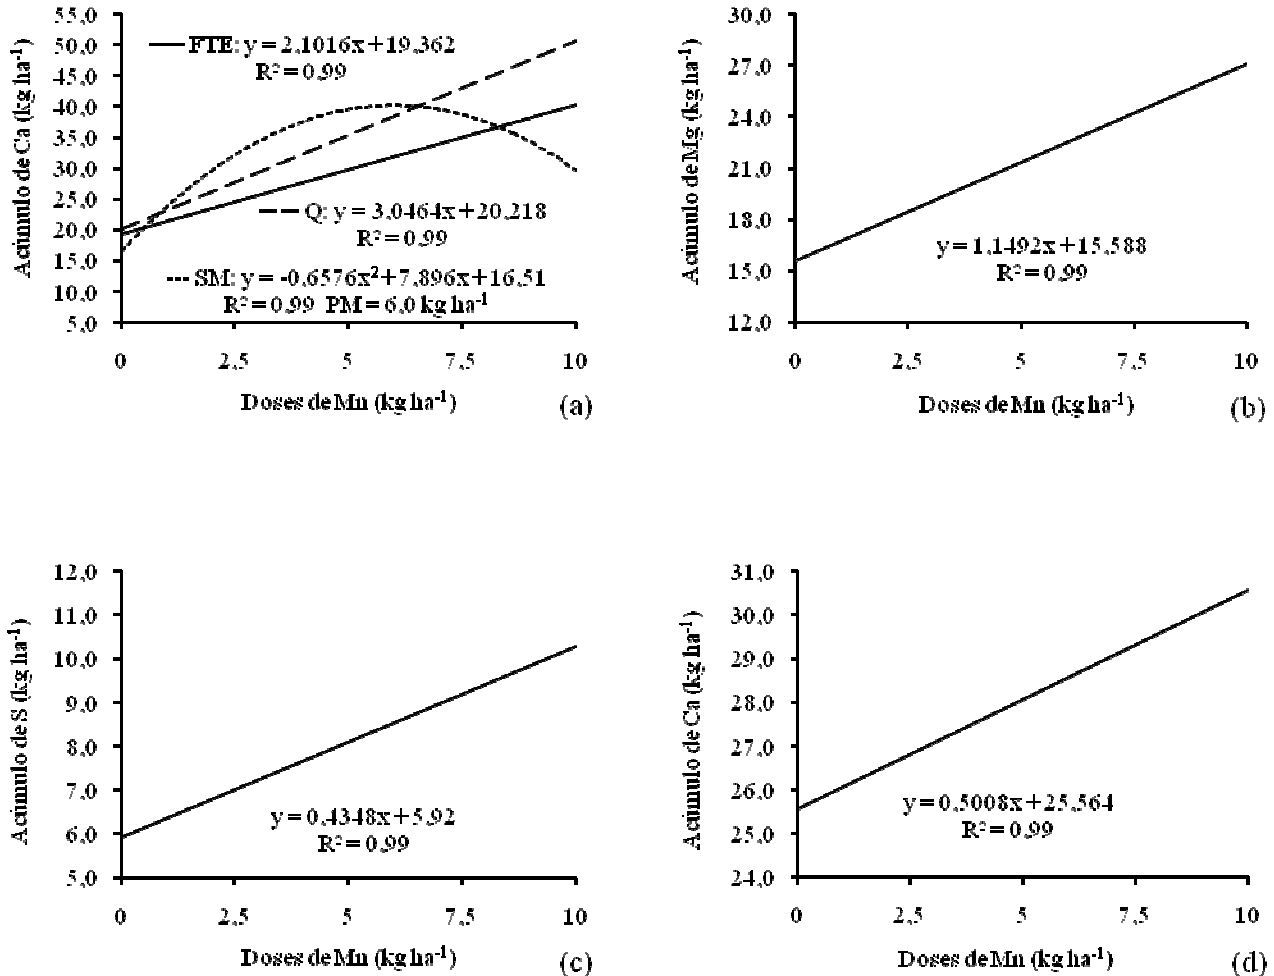 Acúmulo de Ca (kg ha⁻¹)
55,0
50,0
45,0
40,0
35,0
30,0
25,0
20,0
15,0
10,0
5,0
FTE: y = 2,1016x + 19,362
R² = 0,99
Q: y = 3,0464x + 20,218
R² = 0,99
SM: y = -0,6576x² + 7,896x + 16,51
R² = 0,99 PM = 6,0 kg ha⁻¹
0 2,5 5 7,5 10
Doses de Mn (kg ha⁻¹) (a)
Acúmulo de Mg (kg ha⁻¹)
30,0
27,0
24,0
21,0
18,0
15,0
12,0
y = 1,1492x + 15,588
R² = 0,99
0 2,5 5 7,5 10
Doses de Mn (kg ha⁻¹) (b)
Acúmulo de S (kg ha⁻¹)
12,0
11,0
10,0
9,0
8,0
7,0
6,0
5,0
y = 0,4348x + 5,92
R² = 0,99
0 2,5 5 7,5 10
Doses de Mn (kg ha⁻¹) (c)
Acúmulo de Ca (kg ha⁻¹)
31,0
30,0
29,0
28,0
27,0
26,0
25,0
24,0
y = 0,5008x + 25,564
R² = 0,99
0 2,5 5 7,5 10
Doses de Mn (kg ha⁻¹) (d)